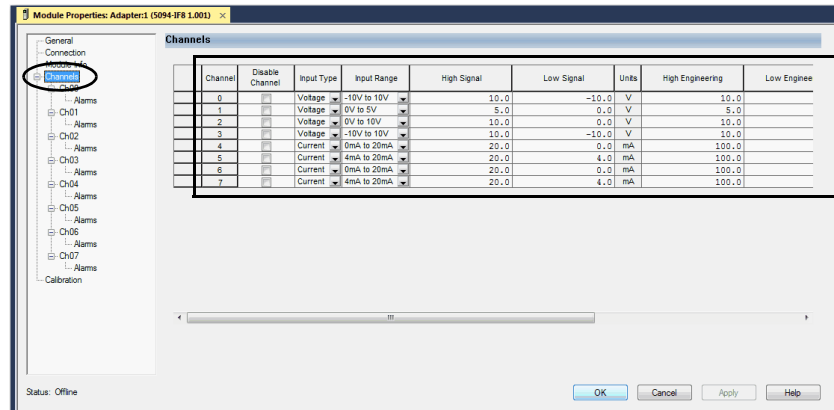 Module Properties: Adapter:1 (5094-IF8 1.001) ×
General
Connection
Module Info
Channels
Ch00
Alarms
Ch01
Alarms
Ch02
Alarms
Ch03
Alarms
Ch04
Alarms
Ch05
Alarms
Ch06
Alarms
Ch07
Alarms
Calibration
Channels
Channel Disable Channel Input Type Input Range High Signal Low Signal Units High Engineering Low Enginee
0 Voltage -10V to 10V 10.0 -10.0 V 10.0
1 Voltage 0V to 5V 5.0 0.0 V 5.0
2 Voltage 0V to 10V 10.0 0.0 V 10.0
3 Voltage -10V to 10V 10.0 -10.0 V 10.0
4 Current 0mA to 20mA 20.0 0.0 mA 100.0
5 Current 4mA to 20mA 20.0 4.0 mA 100.0
6 Current 0mA to 20mA 20.0 0.0 mA 100.0
7 Current 4mA to 20mA 20.0 4.0 mA 100.0
Status: Offline
OK Cancel Apply Help